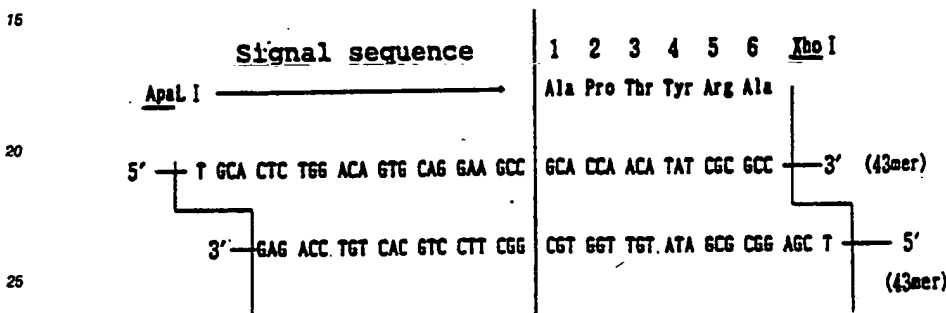 15
Signal sequence
1 2 3 4 5 6 Xho I
ApaL I Ala Pro Thr Tyr Arg Ala
20
5′ T GCA CTC TGG ACA GTG CAG GAA GCC GCA CCA ACA TAT CGC GCC 3′ (43mer)
3′ GAG ACC TGT CAC GTC CTT CGG CGT GGT TGT ATA GCG CGG AGC T 5′
25
(43mer)